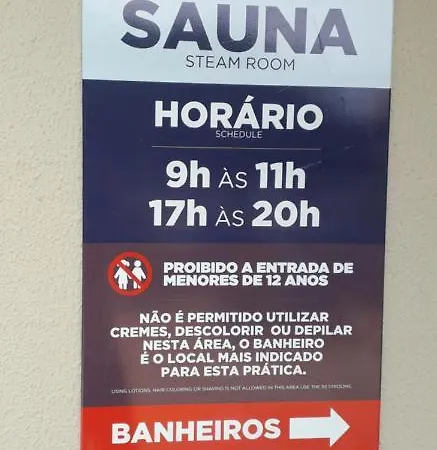 SAUNA
STEAM ROOM
HORÁRIO
SCHEDULE
9h ÀS 11h
17h ÀS 20h
PROIBIDO A ENTRADA DE
MENORES DE 12 ANOS
NÃO É PERMITIDO UTILIZAR
CREMES, DESCOLORIR OU DEPILAR
NESTA ÁREA, O BANHEIRO
É O LOCAL MAIS INDICADO
PARA ESTA PRÁTICA.
USING LOTIONS, HAIR COLORING OR SHAVING IS NOT ALLOWED IN THIS AREA USE THE RESTROOMS.
BANHEIROS